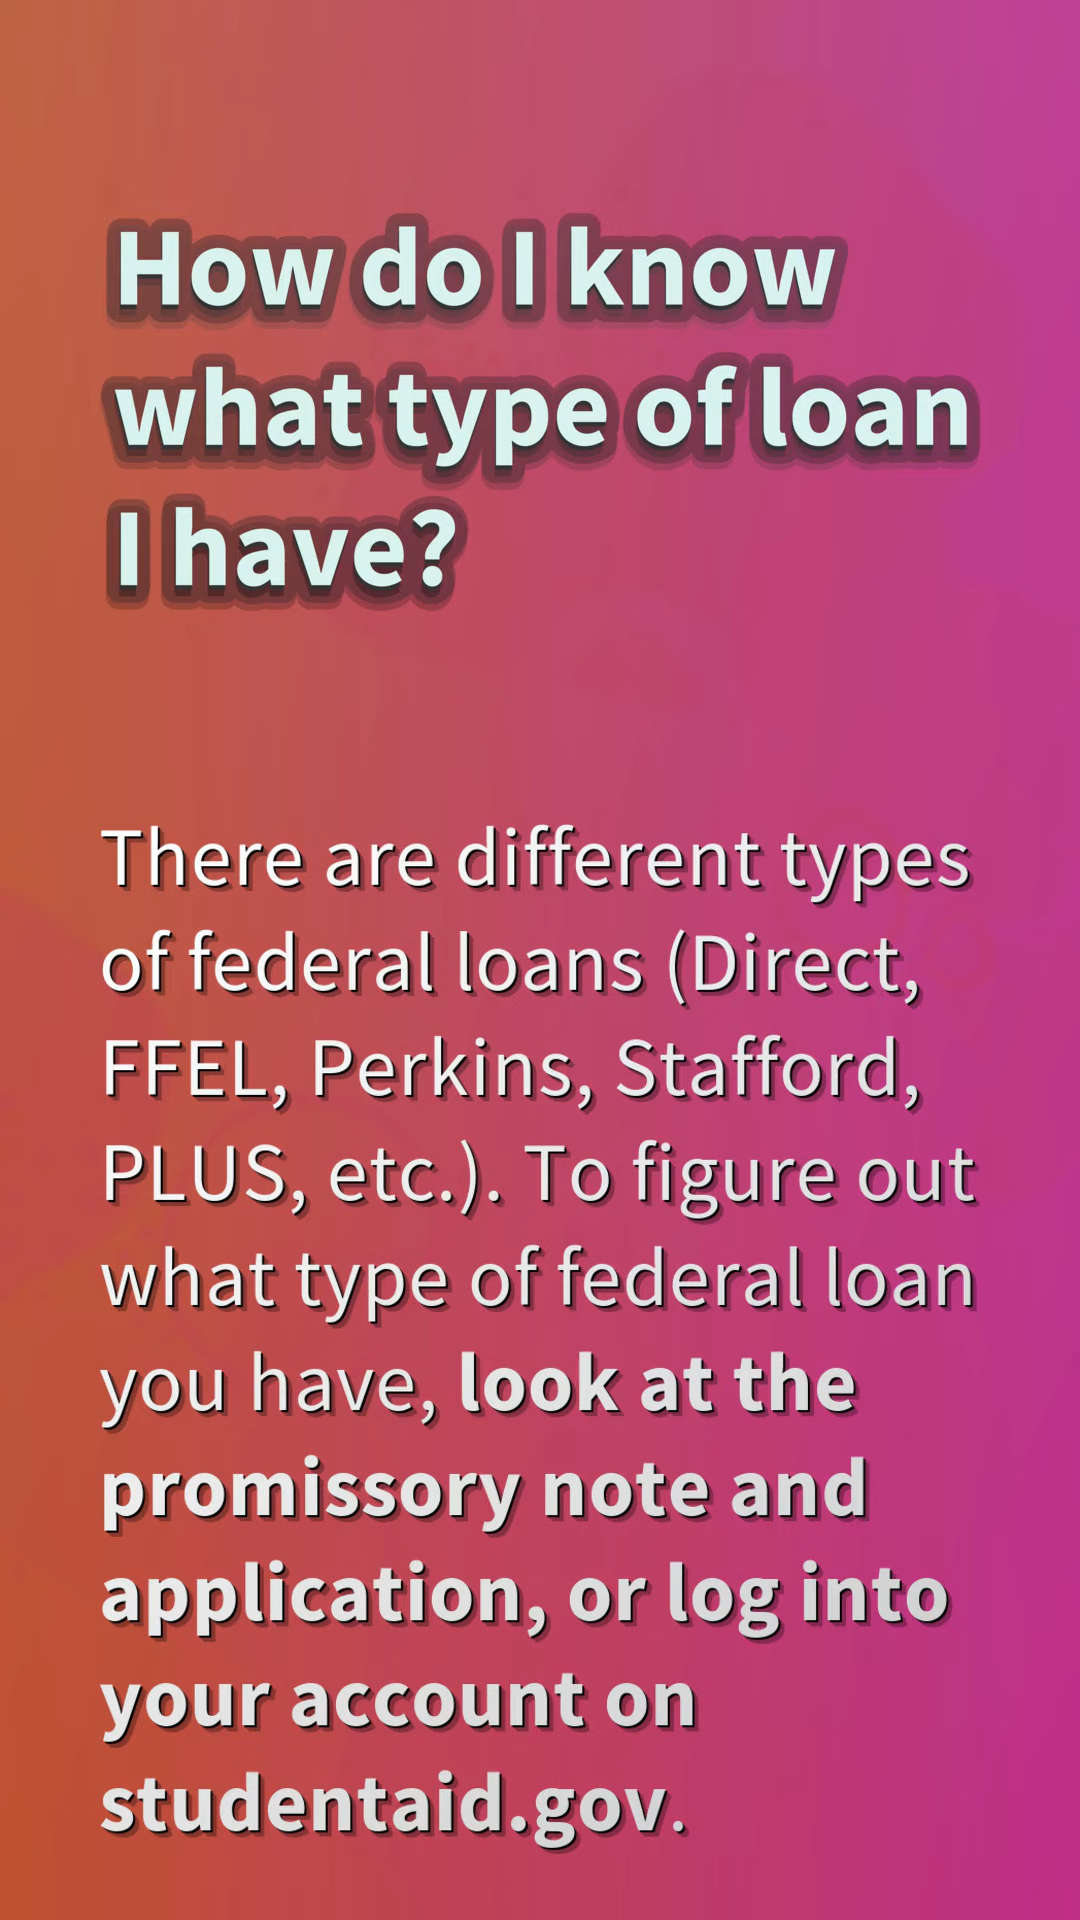 How do I know
what type of loan
I have?
There are different types
of federal loans (Direct,
FFEL, Perkins, Stafford,
PLUS, etc.). To figure out
what type of federal loan
you have, look at the
promissory note and
application, or log into
your account on
studentaid.gov.